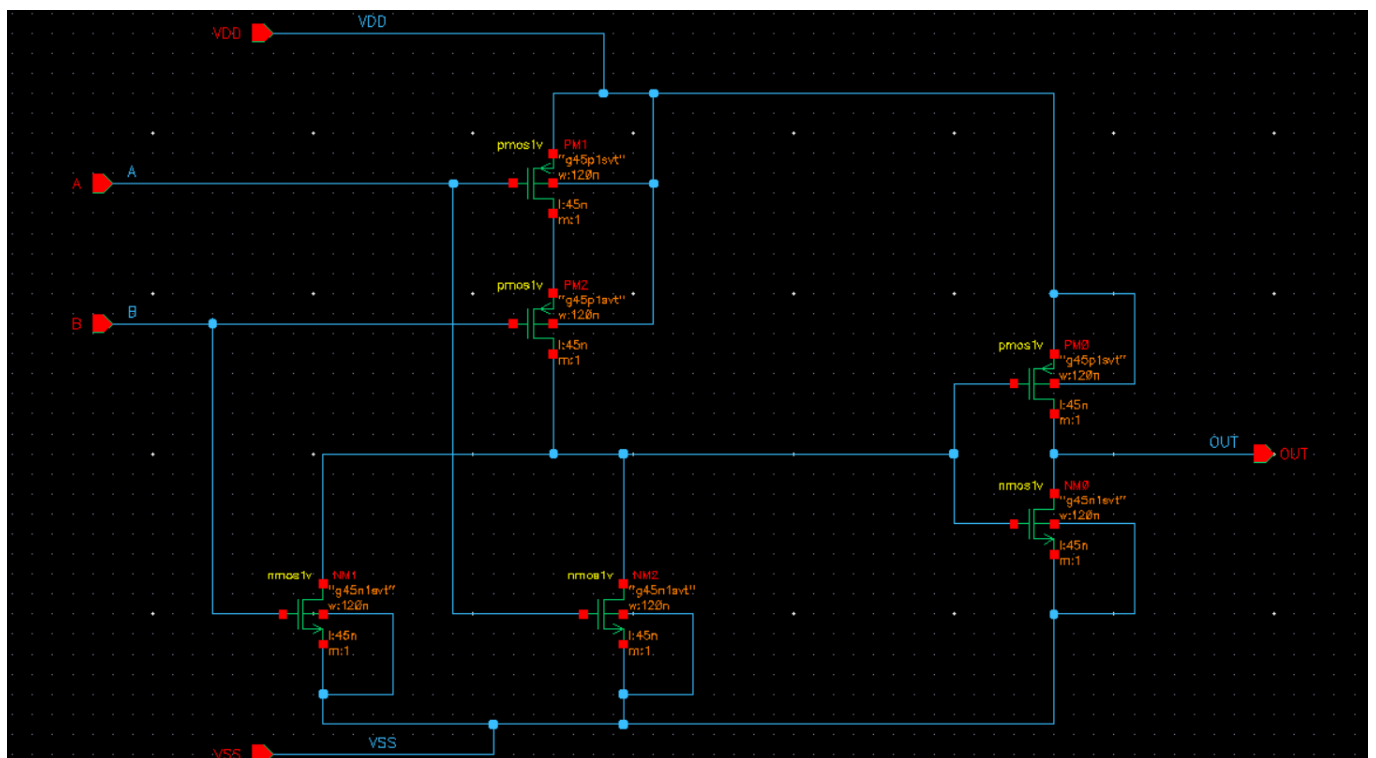 VDD VDD
pmos1v PM1
"g45p1svt"
w:120n
A A
l:45n
m:1
pmos1v PM2
"g45p1svt"
w:120n
B B
l:45n
m:1
pmos1v PM0
"g45p1svt"
w:120n
l:45n
m:1
OUT OUT
nmos1v NM0
"g45n1svt"
w:120n
l:45n
m:1
nmos1v NM1
"g45n1svt"
w:120n
l:45n
m:1
nmos1v NM2
"g45n1svt"
w:120n
l:45n
m:1
VSS VSS